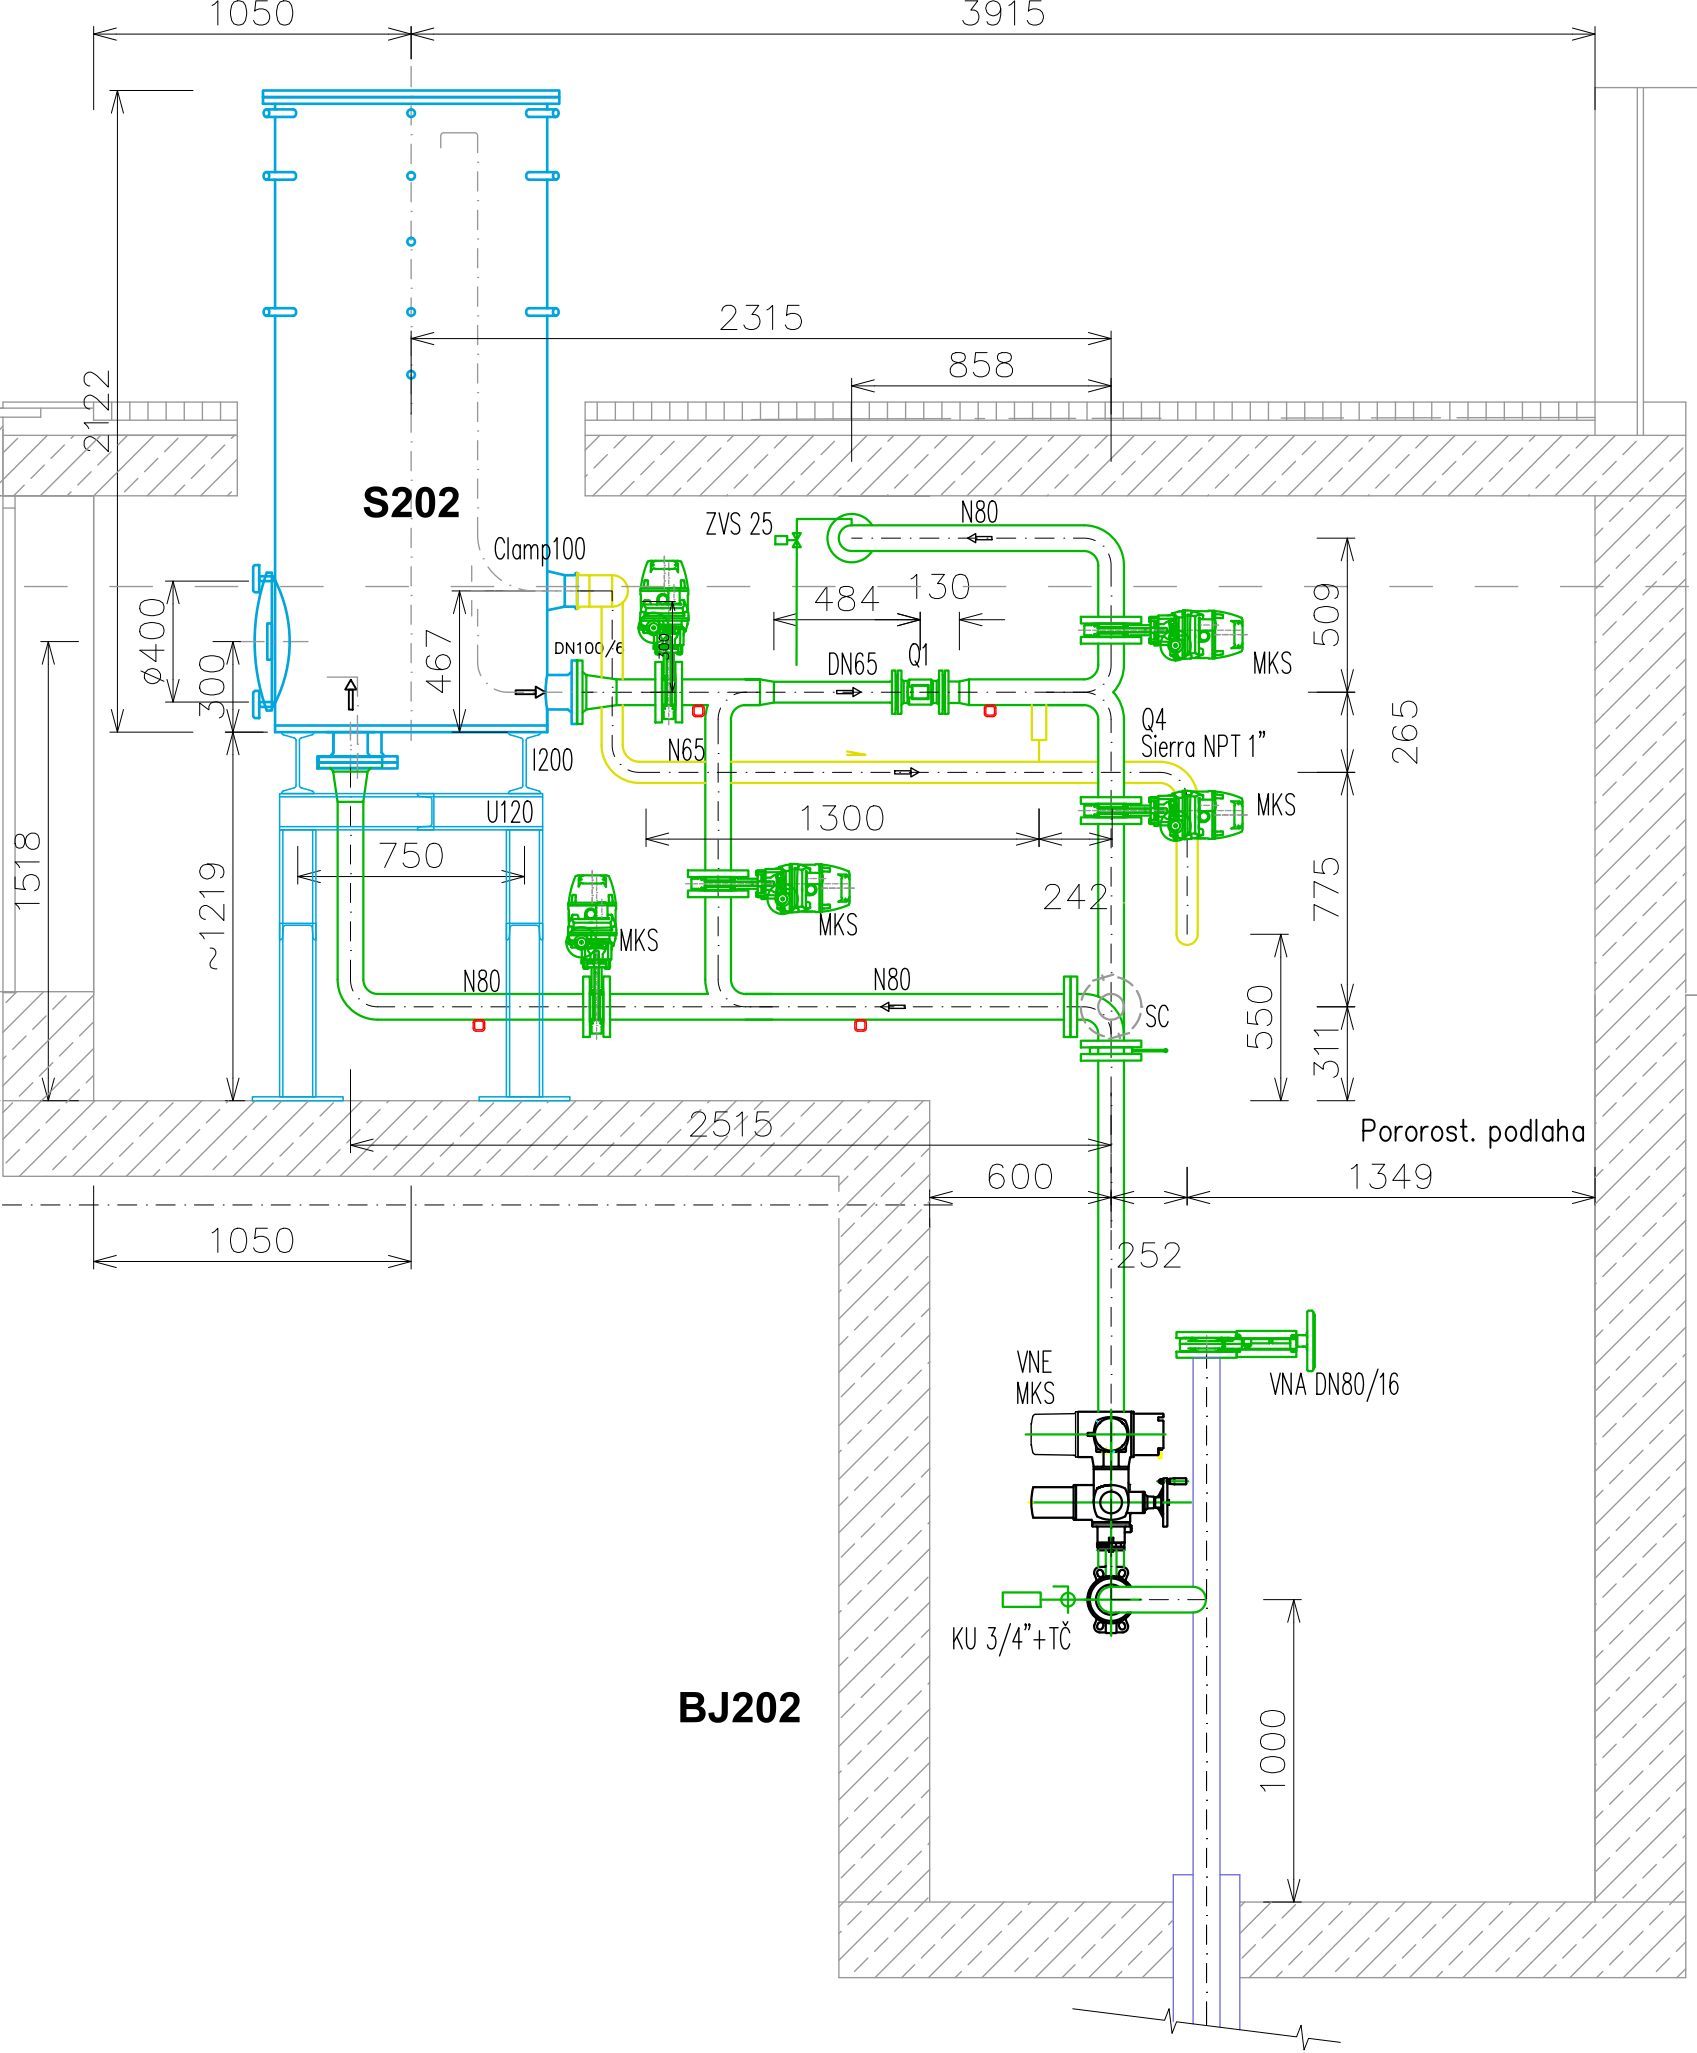 1050
3915
2315
858
2122
S202
ZVS 25
N80
Clamp100
484
130
509
ø400
300
467
DN100/6
300
DN65
Q1
MKS
N65
I200
Q4
Sierra NPT 1”
265
U120
MKS
1300
750
242
775
1518
~1219
MKS
MKS
N80
N80
SC
550
311
2515
Pororost. podlaha
600
1349
1050
252
VNE
MKS
VNA DN80/16
KU 3/4”+TČ
BJ202
1000